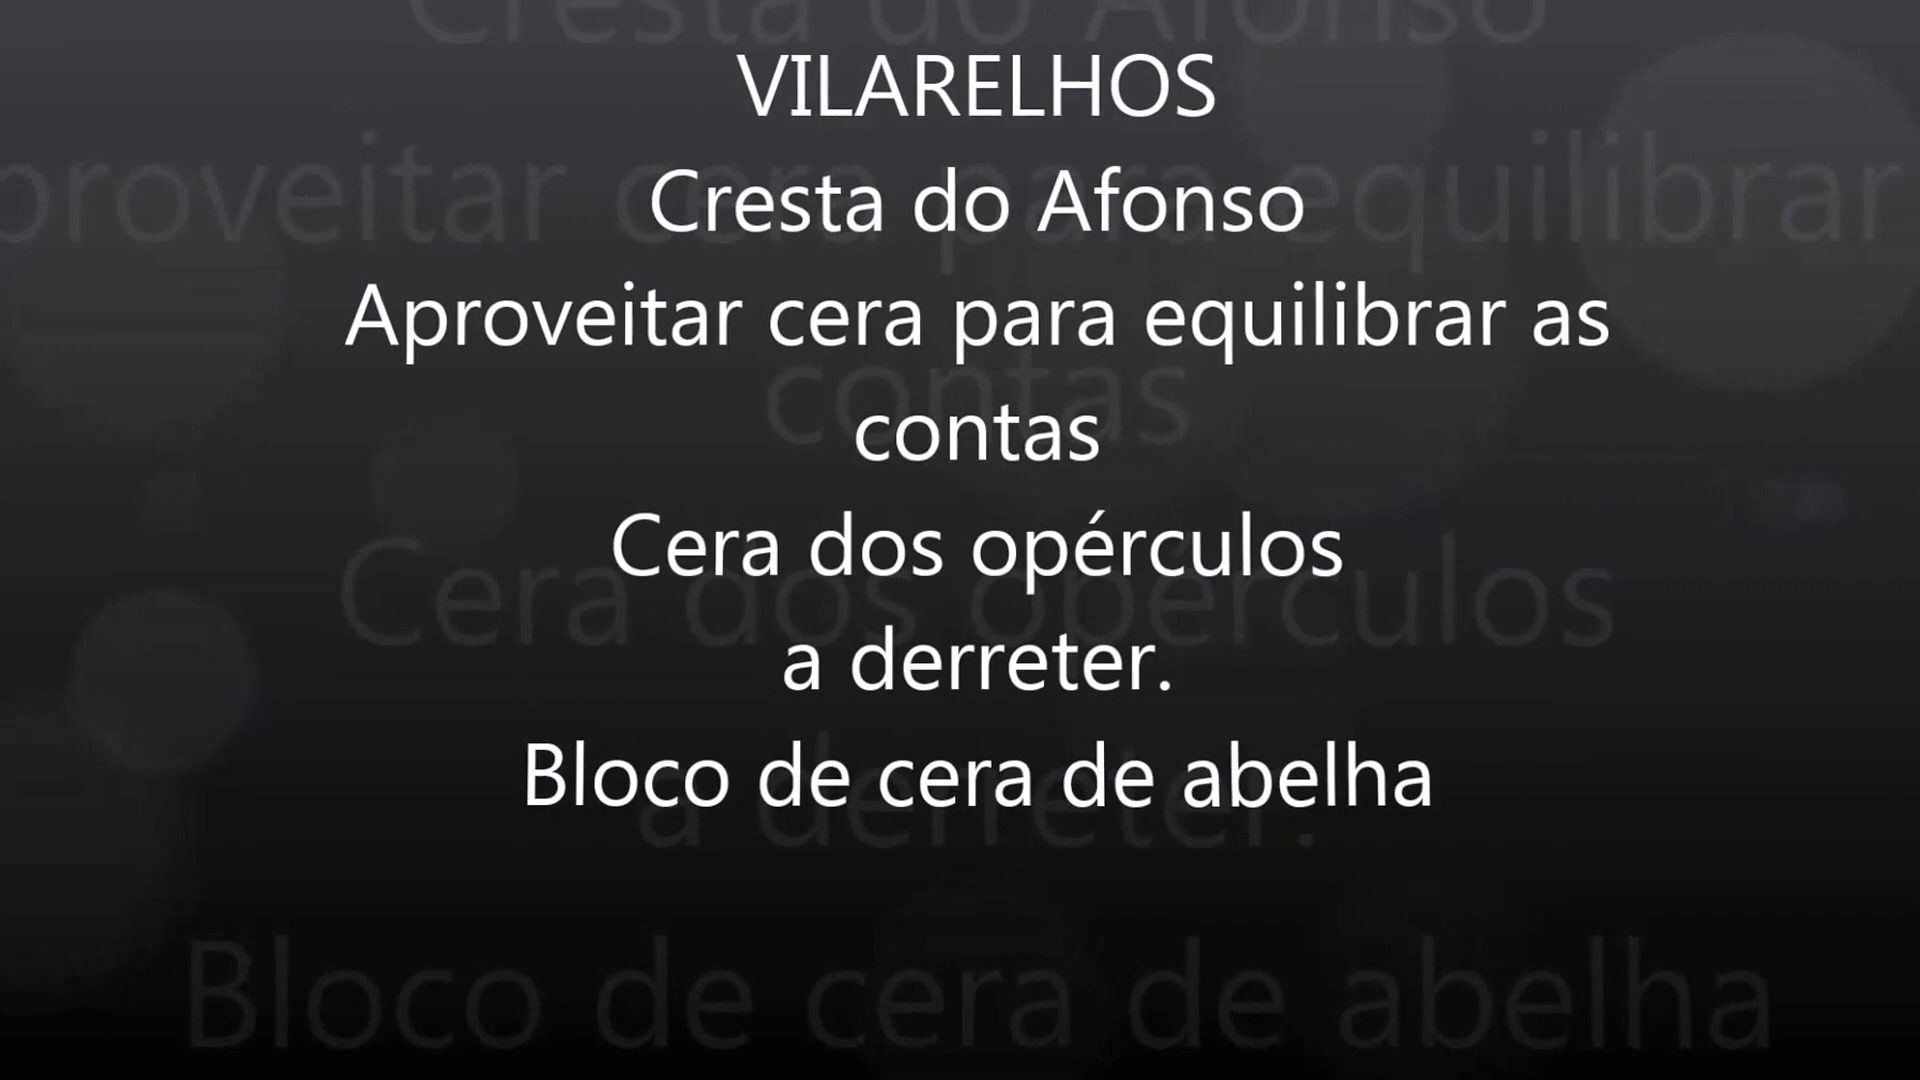 VILARELHOS
Cresta do Afonso
Aproveitar cera para equilibrar as
contas
Cera dos opérculos
a derreter.
Bloco de cera de abelha